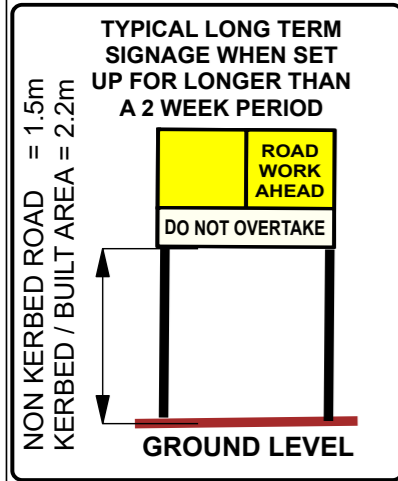 TYPICAL LONG TERM
SIGNAGE WHEN SET
UP FOR LONGER THAN
A 2 WEEK PERIOD
NON KERBED ROAD = 1.5m
KERBED / BUILT AREA = 2.2m
ROAD
WORK
AHEAD
DO NOT OVERTAKE
GROUND LEVEL